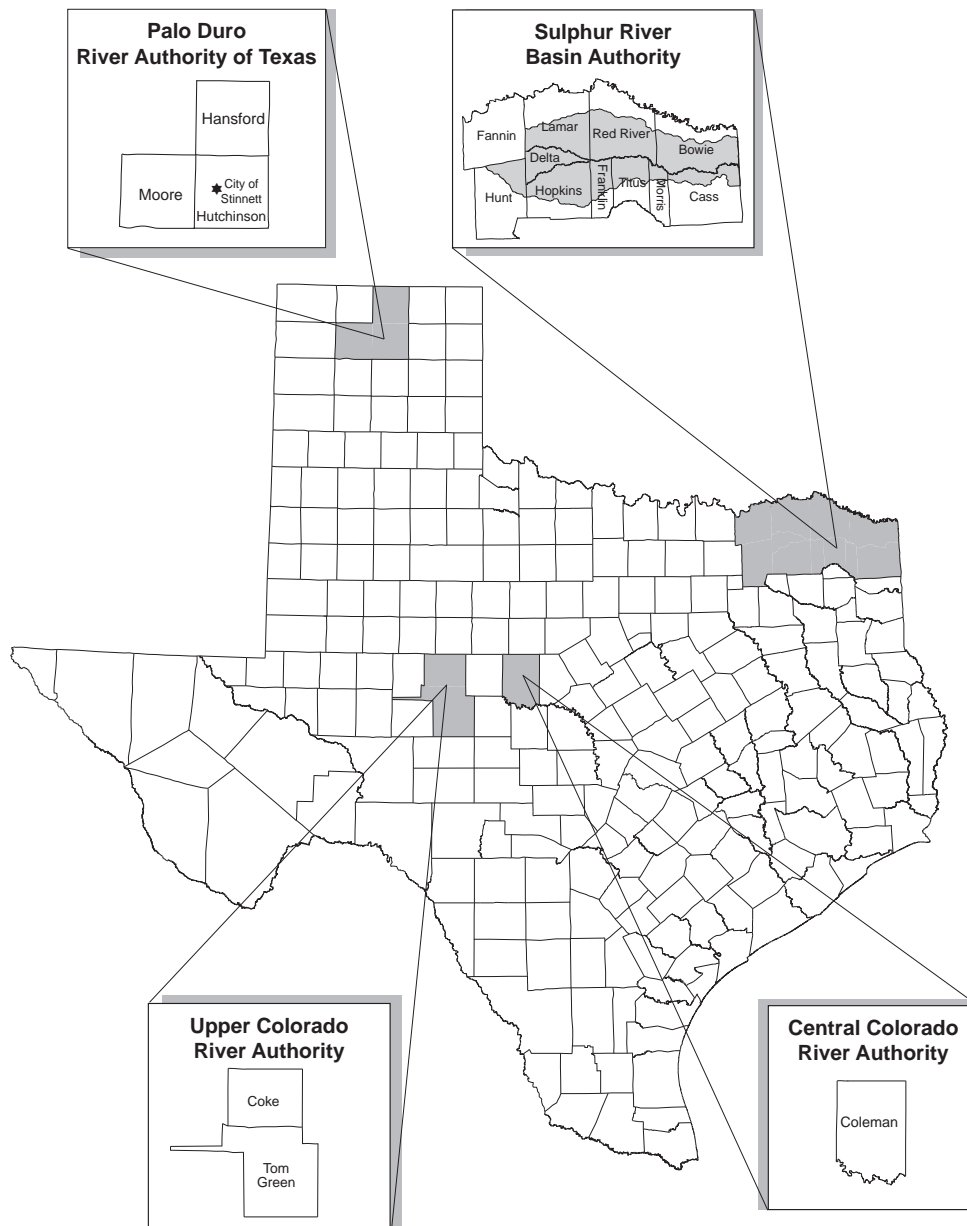 Palo Duro
River Authority of Texas
Hansford
Moore
City of
Stinnett
Hutchinson
Sulphur River
Basin Authority
Fannin
Lamar
Red River
Bowie
Delta
Hunt
Hopkins
Franklin
Titus
Morris
Cass
Upper Colorado
River Authority
Coke
Tom
Green
Central Colorado
River Authority
Coleman